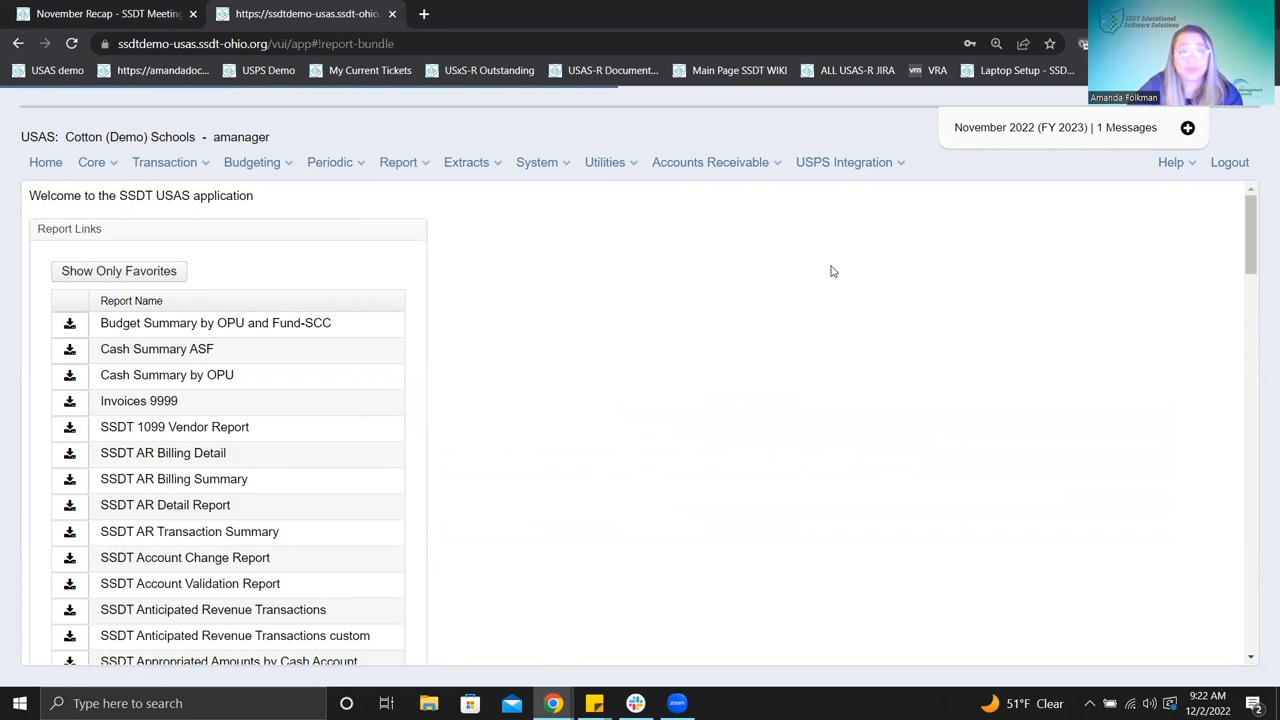 November Recap - SSDT Meeting
https://ssdtdemo-usas.ssdt-ohio.
ssdtdemo-usas.ssdt-ohio.org/vui/app#!report-bundle
USAS demo
https://amandadoc...
USPS Demo
My Current Tickets
USxS-R Onboarding
USAS-R Document...
Main Page SSDT WIKI
ALL USAS-R JIRA
VRA
Laptop Setup - SSD...
SSDT Educational
Software Solutions
Amanda Folkman
USAS: Cotton (Demo) Schools - amanager
November 2022 (FY 2023) | 1 Messages
Home Core Transaction Budgeting Periodic Report Extracts System Utilities Accounts Receivable USPS Integration Help Logout
Welcome to the SSDT USAS application
Report Links
Show Only Favorites
Report Name
Budget Summary by OPU and Fund-SCC
Cash Summary ASF
Cash Summary by OPU
Invoices 9999
SSDT 1099 Vendor Report
SSDT AR Billing Detail
SSDT AR Billing Summary
SSDT AR Detail Report
SSDT AR Transaction Summary
SSDT Account Change Report
SSDT Account Validation Report
SSDT Anticipated Revenue Transactions
SSDT Anticipated Revenue Transactions custom
SSDT Appropriated Amounts by Cash Account
Type here to search
zoom
51°F Clear
9:22 AM
12/2/2022
2